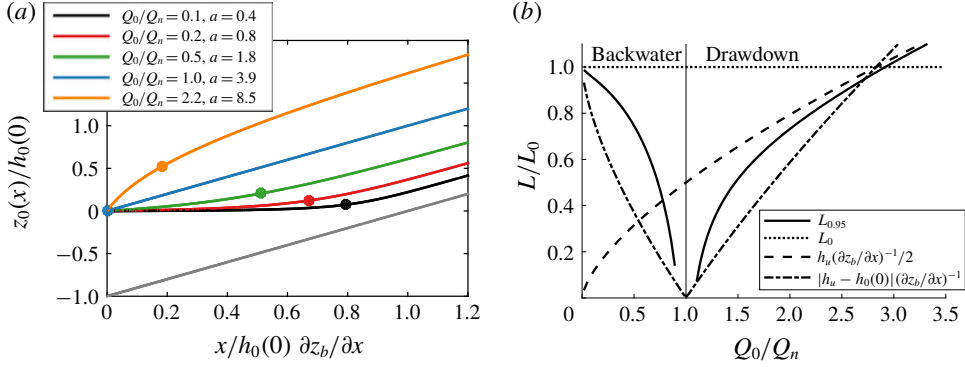 (a)
Q₀/Qₙ = 0.1, a = 0.4
Q₀/Qₙ = 0.2, a = 0.8
Q₀/Qₙ = 0.5, a = 1.8
Q₀/Qₙ = 1.0, a = 3.9
Q₀/Qₙ = 2.2, a = 8.5
z₀(x)/h₀(0)
1.0
0.5
0
−0.5
−1.0
0 0.2 0.4 0.6 0.8 1.0 1.2
x/h₀(0) ∂z_b/∂x
(b)
Backwater Drawdown
L/L₀
1.0
0.8
0.6
0.4
0.2
L₀.₉₅
L₀
hᵤ(∂z_b/∂x)⁻¹/2
|hᵤ − h₀(0)|(∂z_b/∂x)⁻¹
0 0.5 1.0 1.5 2.0 2.5 3.0 3.5
Q₀/Qₙ